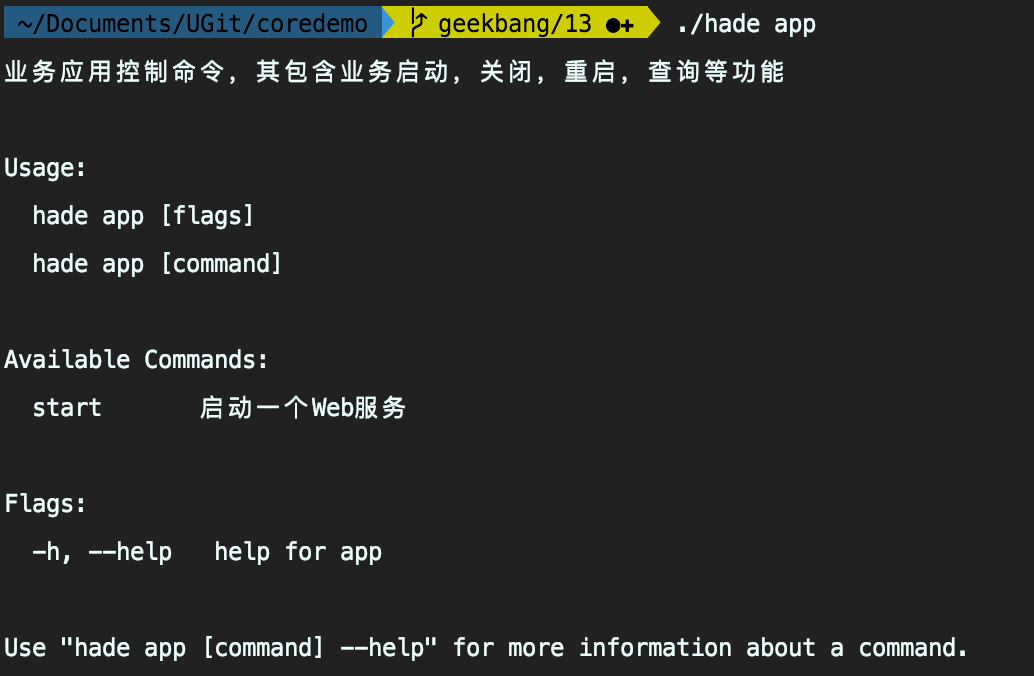 ~/Documents/UGit/coredemo geekbang/13 ●✚ ./hade app
业务应用控制命令，其包含业务启动，关闭，重启，查询等功能
Usage:
hade app [flags]
hade app [command]
Available Commands:
start 启动一个Web服务
Flags:
-h, --help help for app
Use "hade app [command] --help" for more information about a command.